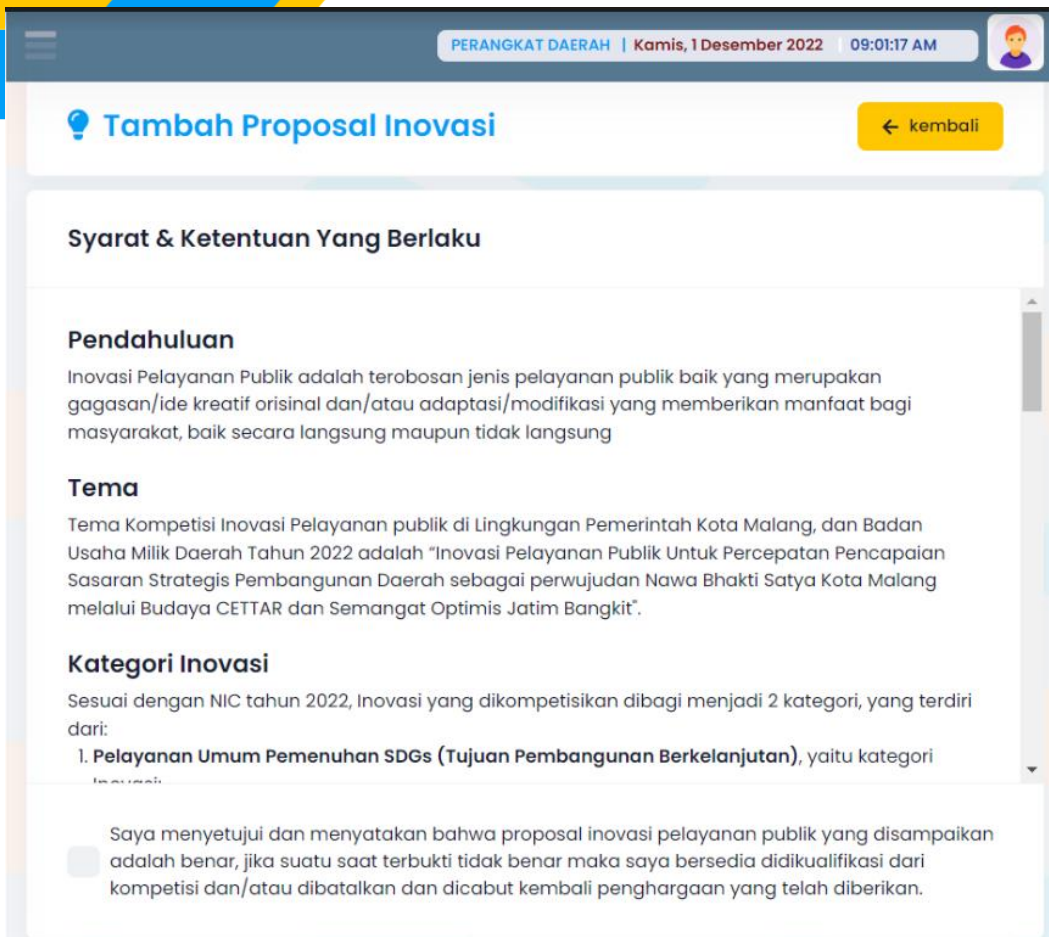 PERANGKAT DAERAH | Kamis, 1 Desember 2022 | 09:01:17 AM
Tambah Proposal Inovasi
← kembali
Syarat & Ketentuan Yang Berlaku
Pendahuluan
Inovasi Pelayanan Publik adalah terobosan jenis pelayanan publik baik yang merupakan
gagasan/ide kreatif orisinal dan/atau adaptasi/modifikasi yang memberikan manfaat bagi
masyarakat, baik secara langsung maupun tidak langsung
Tema
Tema Kompetisi Inovasi Pelayanan publik di Lingkungan Pemerintah Kota Malang, dan Badan
Usaha Milik Daerah Tahun 2022 adalah “Inovasi Pelayanan Publik Untuk Percepatan Pencapaian
Sasaran Strategis Pembangunan Daerah sebagai perwujudan Nawa Bhakti Satya Kota Malang
melalui Budaya CETTAR dan Semangat Optimis Jatim Bangkit".
Kategori Inovasi
Sesuai dengan NIC tahun 2022, Inovasi yang dikompetisikan dibagi menjadi 2 kategori, yang terdiri
dari:
1. Pelayanan Umum Pemenuhan SDGs (Tujuan Pembangunan Berkelanjutan), yaitu kategori
Saya menyetujui dan menyatakan bahwa proposal inovasi pelayanan publik yang disampaikan
adalah benar, jika suatu saat terbukti tidak benar maka saya bersedia didikualifikasi dari
kompetisi dan/atau dibatalkan dan dicabut kembali penghargaan yang telah diberikan.